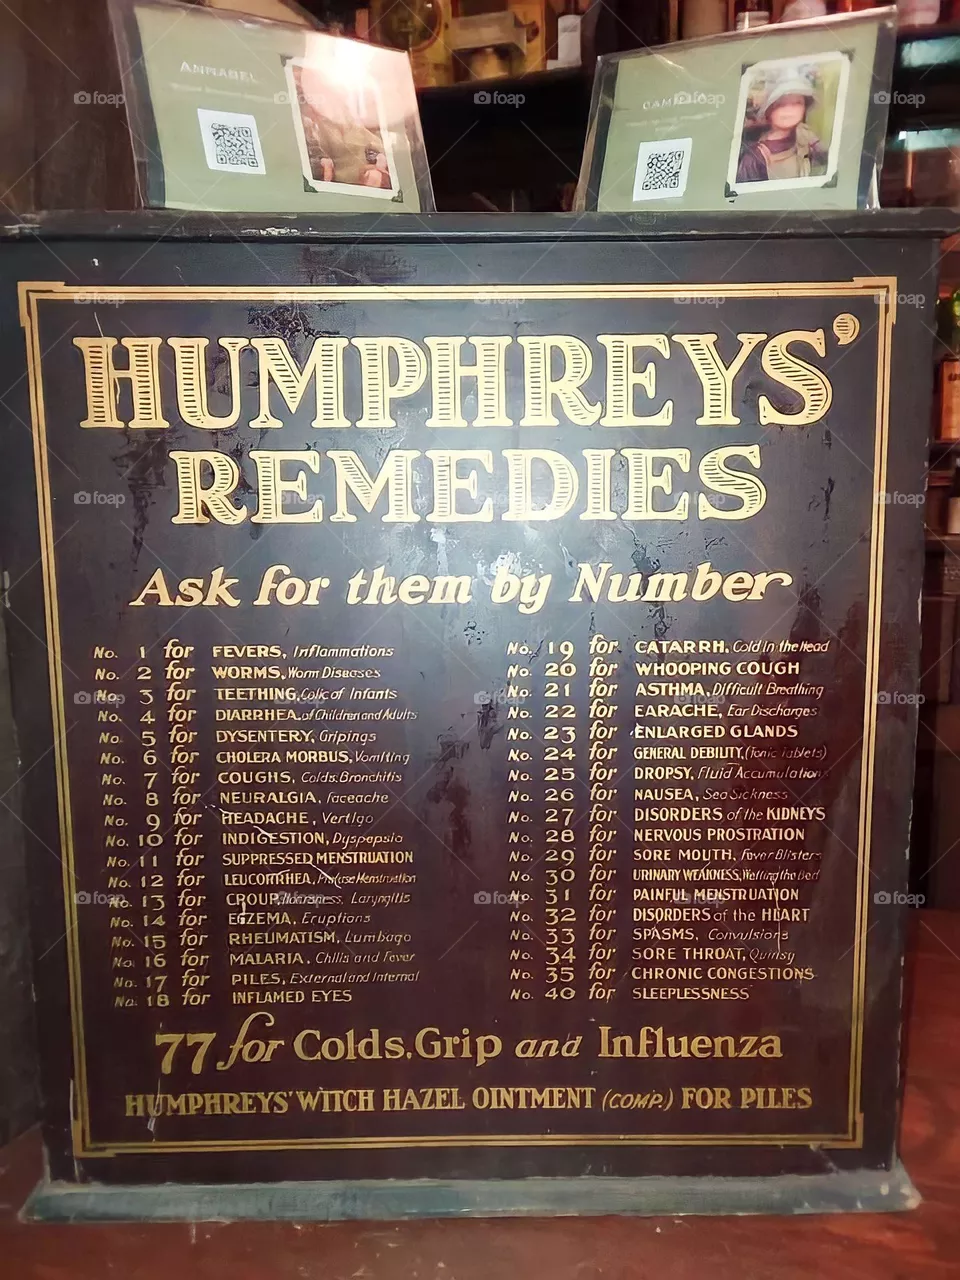 ANNABEL
HUMPHREYS'
REMEDIES
Ask for them by Number
No. 1 for FEVERS, Inflammations
No. 2 for WORMS, Worm Diseases
No. 3 for TEETHING, Colic of Infants
No. 4 for DIARRHEA, of Children and Adults
No. 5 for DYSENTERY, Gripings
No. 6 for CHOLERA MORBUS, Vomiting
No. 7 for COUGHS, Colds, Bronchitis
No. 8 for NEURALGIA, Faceache
No. 9 for HEADACHE, Vertigo
No. 10 for INDIGESTION, Dyspepsia
No. 11 for SUPPRESSED MENSTRUATION
No. 12 for LEUCORRHEA, Profuse Menstruation
No. 13 for CROUP, Hoarseness, Laryngitis
No. 14 for EGZEMA, Eruptions
No. 15 for RHEUMATISM, Lumbago
No. 16 for MALARIA, Chills and Fever
No. 17 for PILES, External and Internal
No. 18 for INFLAMED EYES
No. 19 for CATARRH, Cold in the Head
No. 20 for WHOOPING COUGH
No. 21 for ASTHMA, Difficult Breathing
No. 22 for EARACHE, Ear Discharges
No. 23 for ENLARGED GLANDS
No. 24 for GENERAL DEBILITY, (Tonic Tablets)
No. 25 for DROPSY, Fluid Accumulations
No. 26 for NAUSEA, Sea Sickness
No. 27 for DISORDERS of the KIDNEYS
No. 28 for NERVOUS PROSTRATION
No. 29 for SORE MOUTH, Fever Blisters
No. 30 for URINARY WEAKNESS, Wetting the Bed
No. 31 for PAINFUL MENSTRUATION
No. 32 for DISORDERS of the HEART
No. 33 for SPASMS, Convulsions
No. 34 for SORE THROAT, Quinsy
No. 35 for CHRONIC CONGESTIONS
No. 40 for SLEEPLESSNESS
77 for Colds, Grip and Influenza
HUMPHREYS' WITCH HAZEL OINTMENT (COMP.) FOR PILES
foap